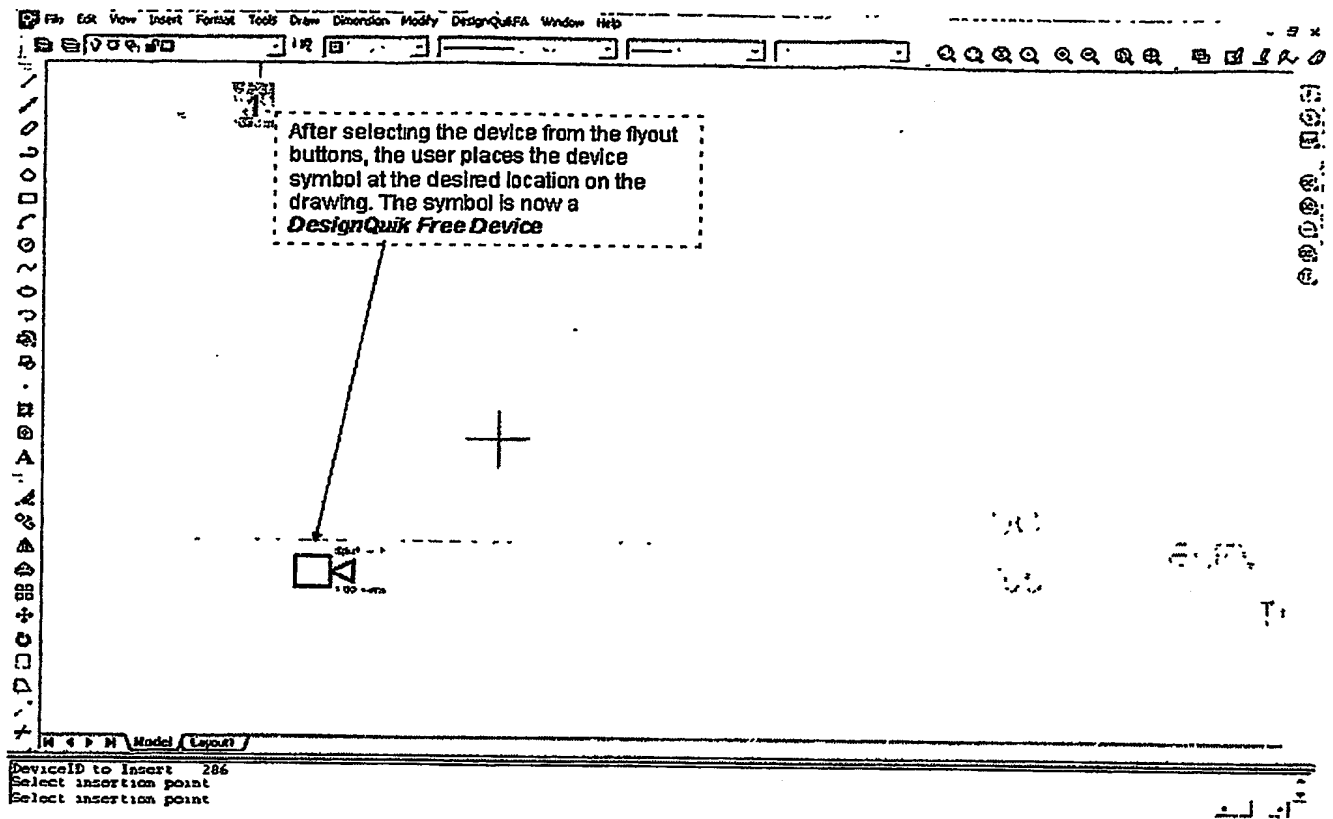 File Edit View Insert Format Tools Draw Dimension Modify DesignQuikFA Window Help
1
After selecting the device from the flyout
buttons, the user places the device
symbol at the desired location on the
drawing. The symbol is now a
DesignQuik Free Device
A
Model Layout1
DeviceID to Insert 286
Select insertion point
Select insertion point